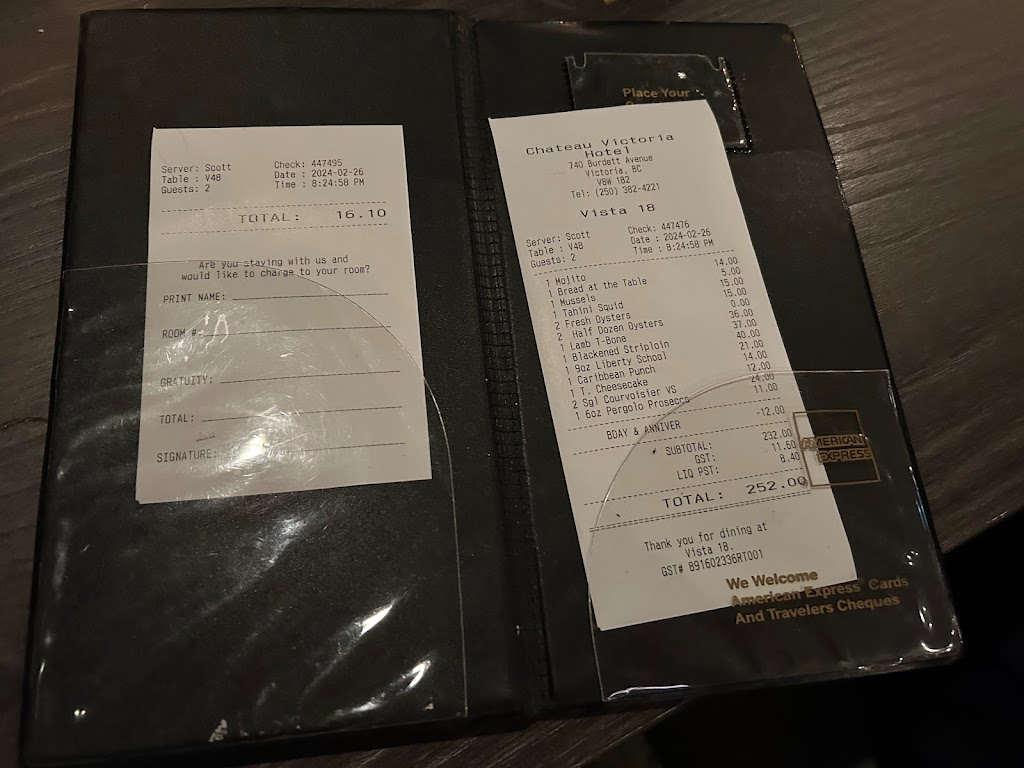 Server: Scott Check: 447495
Table : V48 Date : 2024-02-26
Guests: 2 Time : 8:24:58 PM
TOTAL: 16.10
Are you staying with us and
would like to charge to your room?
PRINT NAME:
ROOM #:
GRATUITY:
TOTAL:
SIGNATURE:
Place Your
Chateau Victoria
Hotel
740 Burdett Avenue
Victoria, BC
V8W 1B2
Tel: (250) 382-4221
Vista 18
Server: Scott Check: 447476
Table : V48 Date : 2024-02-26
Guests: 2 Time : 8:24:58 PM
1 Mojito 14.00
1 Bread at the Table 5.00
1 Mussels 15.00
1 Tahini Squid 15.00
2 Fresh Oysters 0.00
2 Half Dozen Oysters 36.00
1 Lamb T-Bone 37.00
1 Blackened Striploin 40.00
1 9oz Liberty School 21.00
1 Caribbean Punch 14.00
1 T. Cheesecake 12.00
2 Sgl Courvoisier VS 24.00
1 6oz Pergolo Prosecco 11.00
BDAY & ANNIVER -12.00
SUBTOTAL: 232.00
GST: 11.60
LIQ PST: 8.40
TOTAL: 252.00
Thank you for dining at
Vista 18.
GST# 891602336RT001
AMERICAN
EXPRESS
We Welcome
American Express Cards
And Travelers Cheques